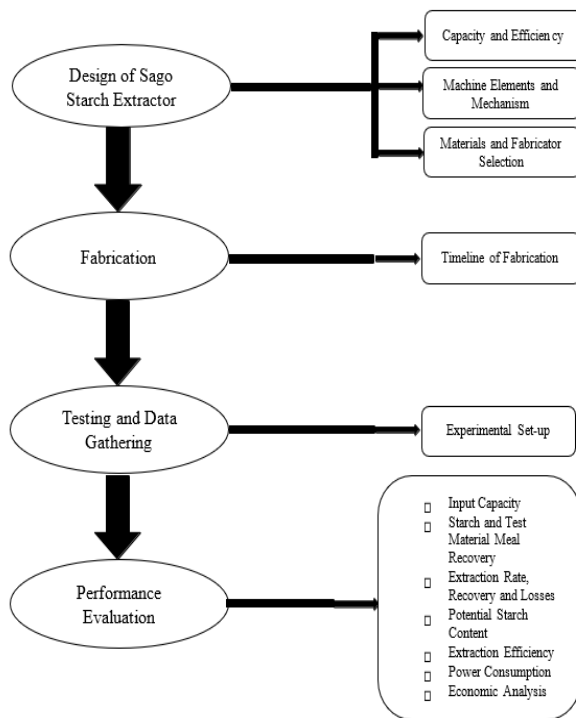 Design of Sago
Starch Extractor
Capacity and Efficiency
Machine Elements and
Mechanism
Materials and Fabricator
Selection
Fabrication
Timeline of Fabrication
Testing and Data
Gathering
Experimental Set-up
Performance
Evaluation
Input Capacity
Starch and Test
Material Meal
Recovery
Extraction Rate,
Recovery and Losses
Potential Starch
Content
Extraction Efficiency
Power Consumption
Economic Analysis